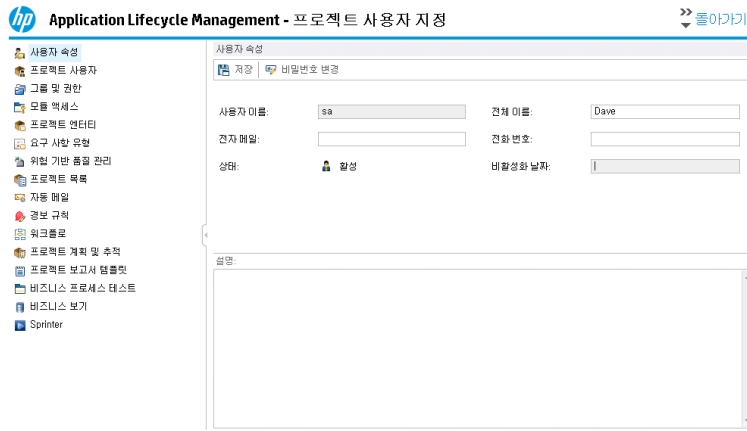 hp Application Lifecycle Management - 프로젝트 사용자 지정 돌아가기
사용자 속성
프로젝트 사용자
그룹 및 권한
모듈 액세스
프로젝트 엔터티
요구 사항 유형
위험 기반 품질 관리
프로젝트 목록
자동 메일
경보 규칙
워크플로
프로젝트 계획 및 추적
프로젝트 보고서 템플릿
비즈니스 프로세스 테스트
비즈니스 보기
Sprinter
사용자 속성
저장 비밀번호 변경
사용자 이름: sa 전체 이름: Dave
전자 메일: 전화 번호:
상태: 활성 비활성화 날짜:
설명: